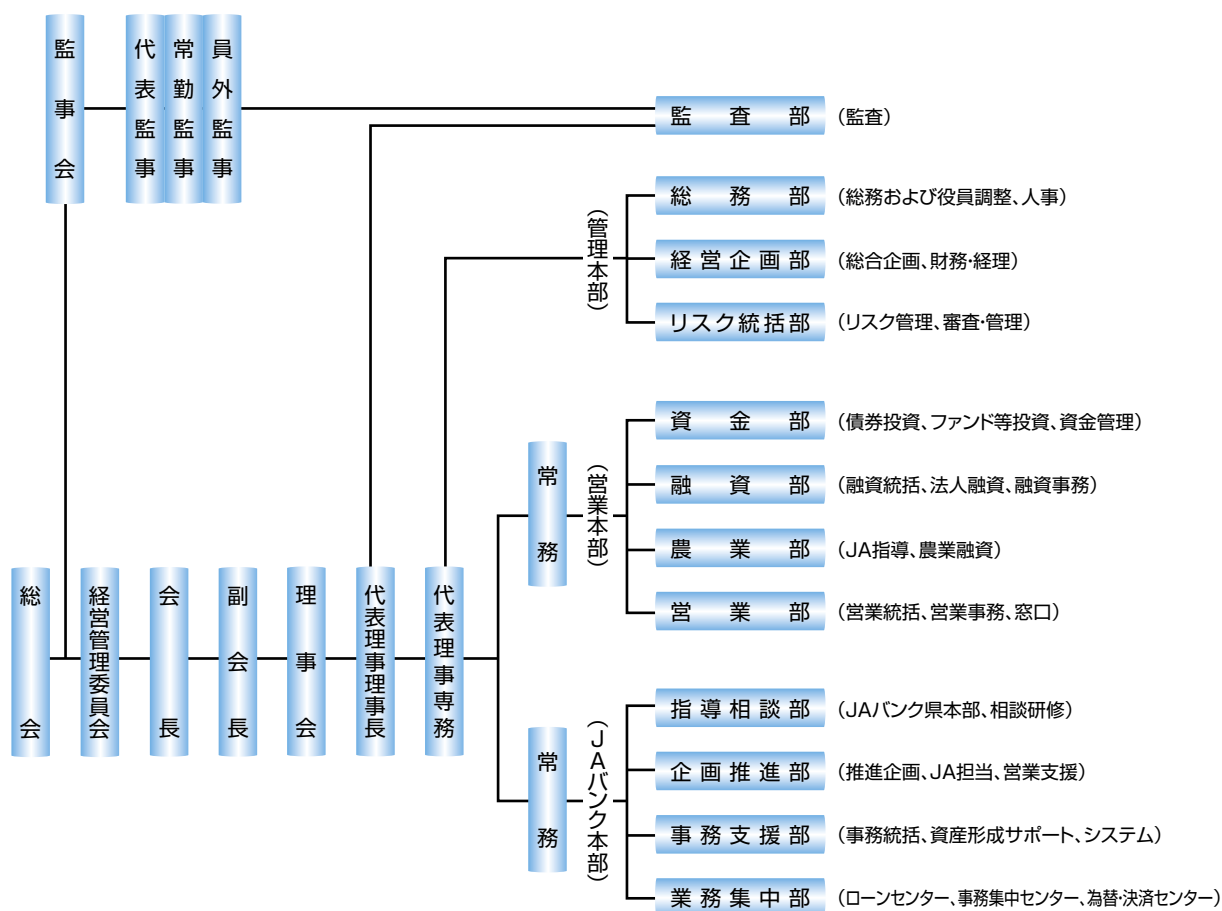 監事会
代表監事
常勤監事
員外監事
監査部 (監査)
(管理本部)
総務部 (総務および役員調整、人事)
経営企画部 (総合企画、財務・経理)
リスク統括部 (リスク管理、審査・管理)
常務
(営業本部)
資金部 (債券投資、ファンド等投資、資金管理)
融資部 (融資統括、法人融資、融資事務)
農業部 (JA指導、農業融資)
営業部 (営業統括、営業事務、窓口)
総会
経営管理委員会
会長
副会長
理事会
代表理事理事長
代表理事専務
常務
(JAバンク本部)
指導相談部 (JAバンク県本部、相談研修)
企画推進部 (推進企画、JA担当、営業支援)
事務支援部 (事務統括、資産形成サポート、システム)
業務集中部 (ローンセンター、事務集中センター、為替・決済センター)